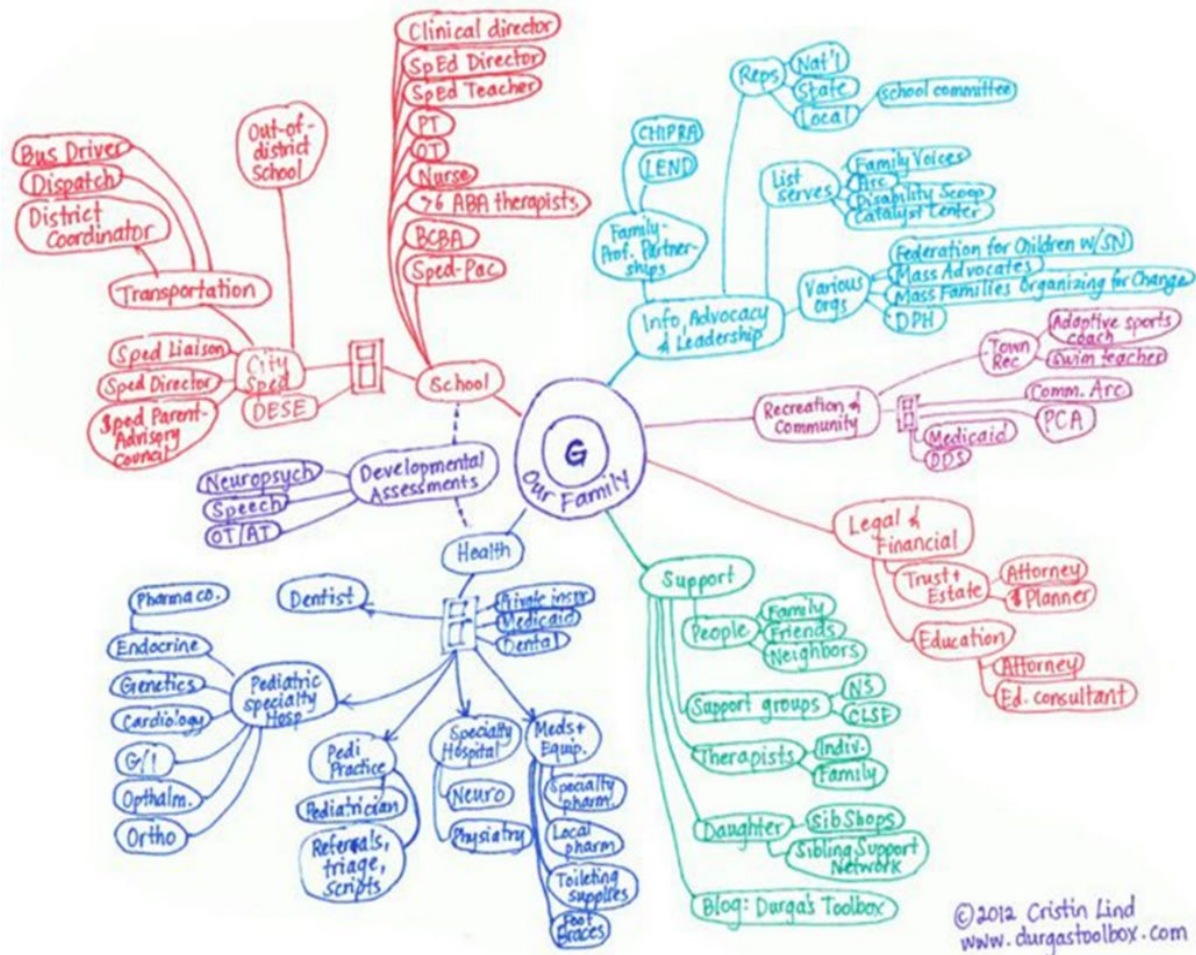 Clinical director
SpEd Director
SpEd Teacher
PT
OT
Nurse
>6 ABA therapists
BCBA
Sped-Pac
Out-of-
district
School
Bus Driver
Dispatch
District
Coordinator
Transportation
Sped Liaison
Sped Director
Sped Parent-
Advisory
Council
City
Sped
DESE
School
Reps
Nat'l
State
Local
school committee
CHIPRA
LEND
Family-
Prof. Partner-
ships
List
serves
Family Voices
Arc
Disability Scoop
Catalyst Center
Various
orgs
Federation for Children w/SN
Mass Advocates
Mass Families Organizing for Change
DPH
Info, Advocacy
& Leadership
Recreation &
Community
Town
Rec
Adaptive sports
coach
Swim teacher
Comm. Arc
PCA
Medicaid
DDS
G
Our Family
Developmental
Assessments
Neuropsych
Speech
OT/AT
Legal &
Financial
Trust +
Estate
Attorney
$ Planner
Education
Attorney
Ed. consultant
Health
Dentist
Private insur
Medicaid
Dental
Pharma co.
Endocrine
Genetics
Cardiology
G/I
Opthalm.
Ortho
Pediatric
specialty
Hosp
Pedi
Practice
Pediatrician
Referrals,
triage,
scripts
Specialty
Hospital
Neuro
Physiatry
Meds+
Equip.
Specialty
pharm.
Local
pharm
Toileting
supplies
Foot
Braces
Support
People
Family
Friends
Neighbors
Support groups
NS
CLSF
Therapists
Indiv.
Family
Daughter
SibShops
Sibling Support
Network
Blog: Durga's Toolbox
©2012 Cristin Lind
www.durgastoolbox.com